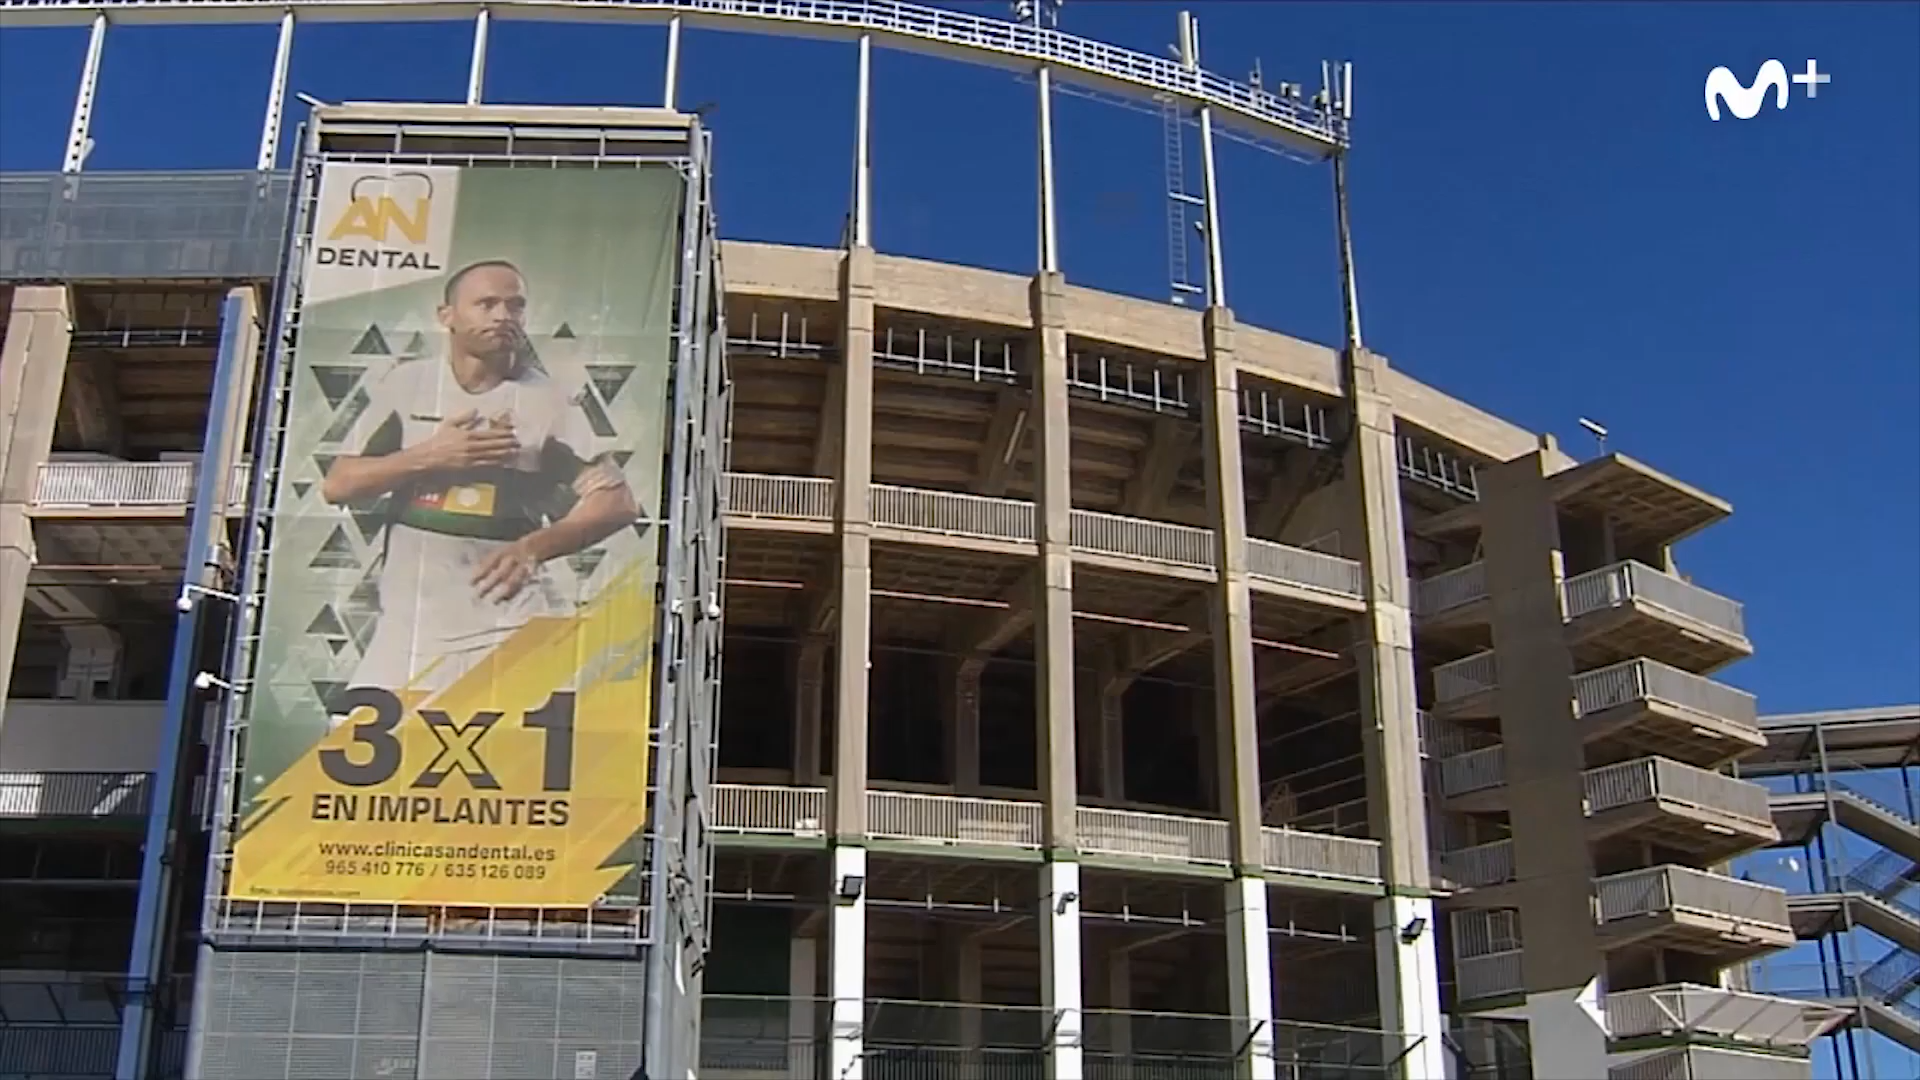 M+
AN
DENTAL
3x1
EN IMPLANTES
www.clinicasandental.es
965 410 776 / 635 126 089